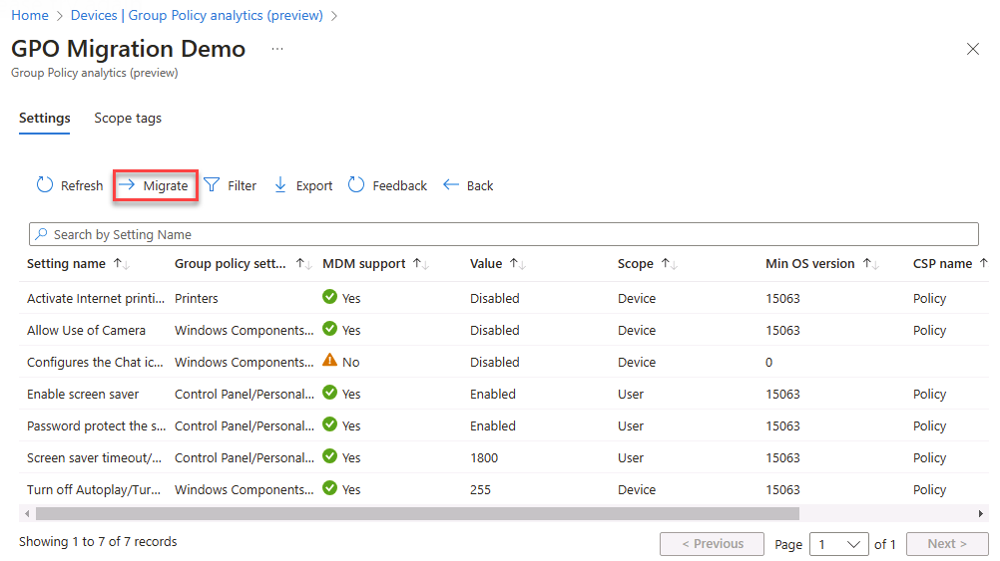 Home > Devices | Group Policy analytics (preview) >
GPO Migration Demo ...
Group Policy analytics (preview)
Settings Scope tags
Refresh Migrate Filter Export Feedback Back
Search by Setting Name
Setting name Group policy sett... MDM support Value Scope Min OS version CSP name
Activate Internet printi... Printers Yes Disabled Device 15063 Policy
Allow Use of Camera Windows Components... Yes Disabled Device 15063 Policy
Configures the Chat ic... Windows Components... No Disabled Device 0
Enable screen saver Control Panel/Personal... Yes Enabled User 15063 Policy
Password protect the s... Control Panel/Personal... Yes Enabled User 15063 Policy
Screen saver timeout/... Control Panel/Personal... Yes 1800 User 15063 Policy
Turn off Autoplay/Tur... Windows Components... Yes 255 Device 15063 Policy
Showing 1 to 7 of 7 records < Previous Page 1 of 1 Next >